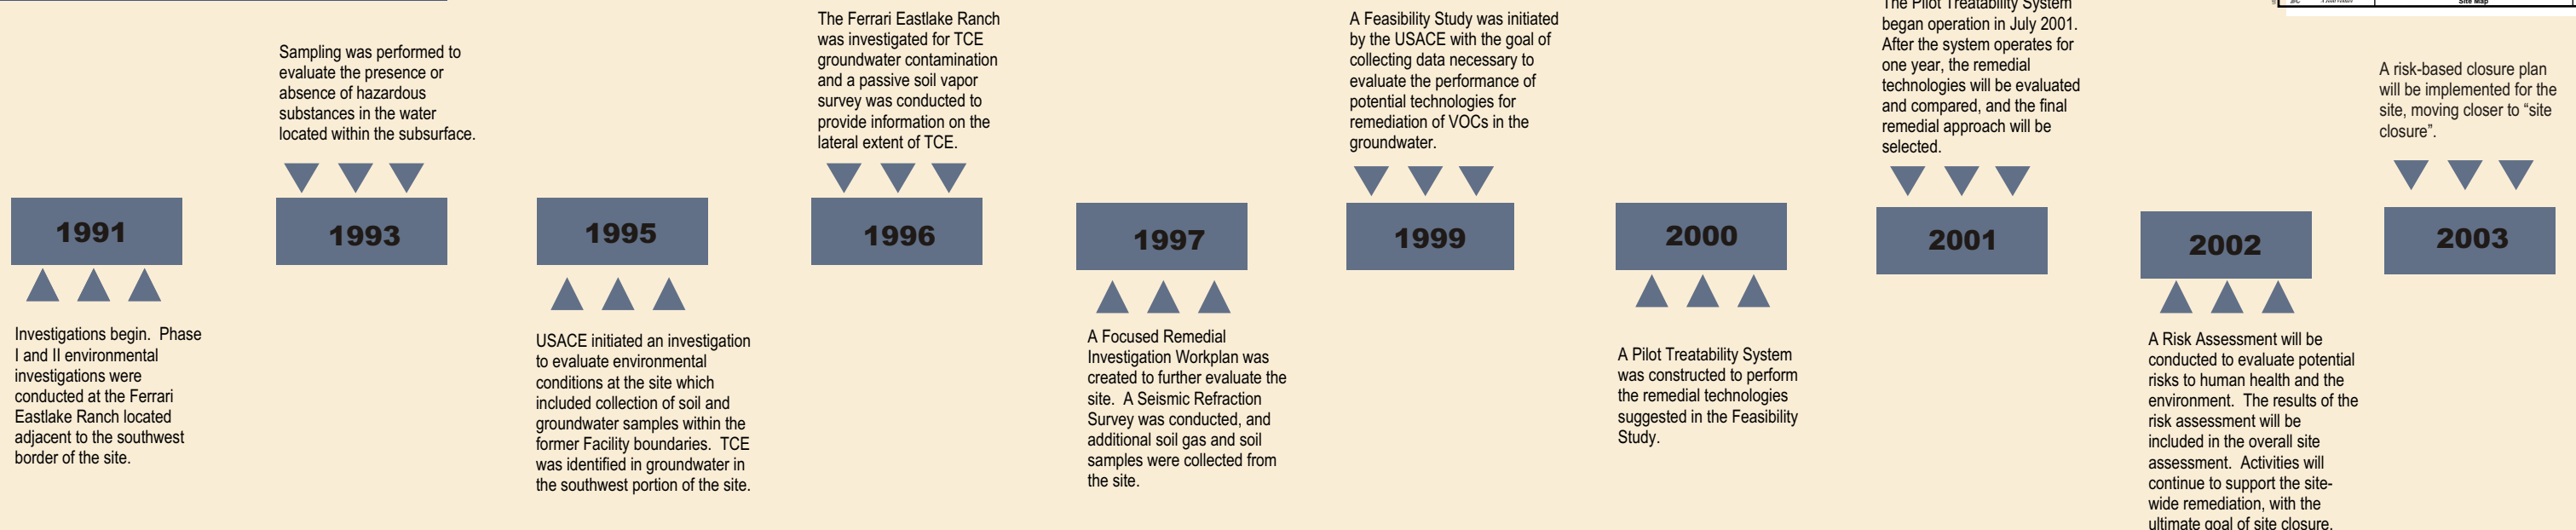 1991
Investigations begin.  Phase
I and II environmental
investigations were
conducted at the Ferrari
Eastlake Ranch located
adjacent to the southwest
border of the site.
Sampling was performed to
evaluate the presence or
absence of hazardous
substances in the water
located within the subsurface.
1993
1995
USACE initiated an investigation
to evaluate environmental
conditions at the site which
included collection of soil and
groundwater samples within the
former Facility boundaries.  TCE
was identified in groundwater in
the southwest portion of the site.
The Ferrari Eastlake Ranch
was investigated for TCE
groundwater contamination
and a passive soil vapor
survey was conducted to
provide information on the
lateral extent of TCE.
1996
1997
A Focused Remedial
Investigation Workplan was
created to further evaluate the
site.  A Seismic Refraction
Survey was conducted, and
additional soil gas and soil
samples were collected from
the site.
A Feasibility Study was initiated
by the USACE with the goal of
collecting data necessary to
evaluate the performance of
potential technologies for
remediation of VOCs in the
groundwater.
1999
2000
A Pilot Treatability System
was constructed to perform
the remedial technologies
suggested in the Feasibility
Study.
The Pilot Treatability System
began operation in July 2001.
After the system operates for
one year, the remedial
technologies will be evaluated
and compared, and the final
remedial approach will be
selected.
2001
2002
A Risk Assessment will be
conducted to evaluate potential
risks to human health and the
environment.  The results of the
risk assessment will be
included in the overall site
assessment.  Activities will
continue to support the site-
wide remediation, with the
ultimate goal of site closure.
Site Map
A risk-based closure plan
will be implemented for the
site, moving closer to “site
closure”.
2003